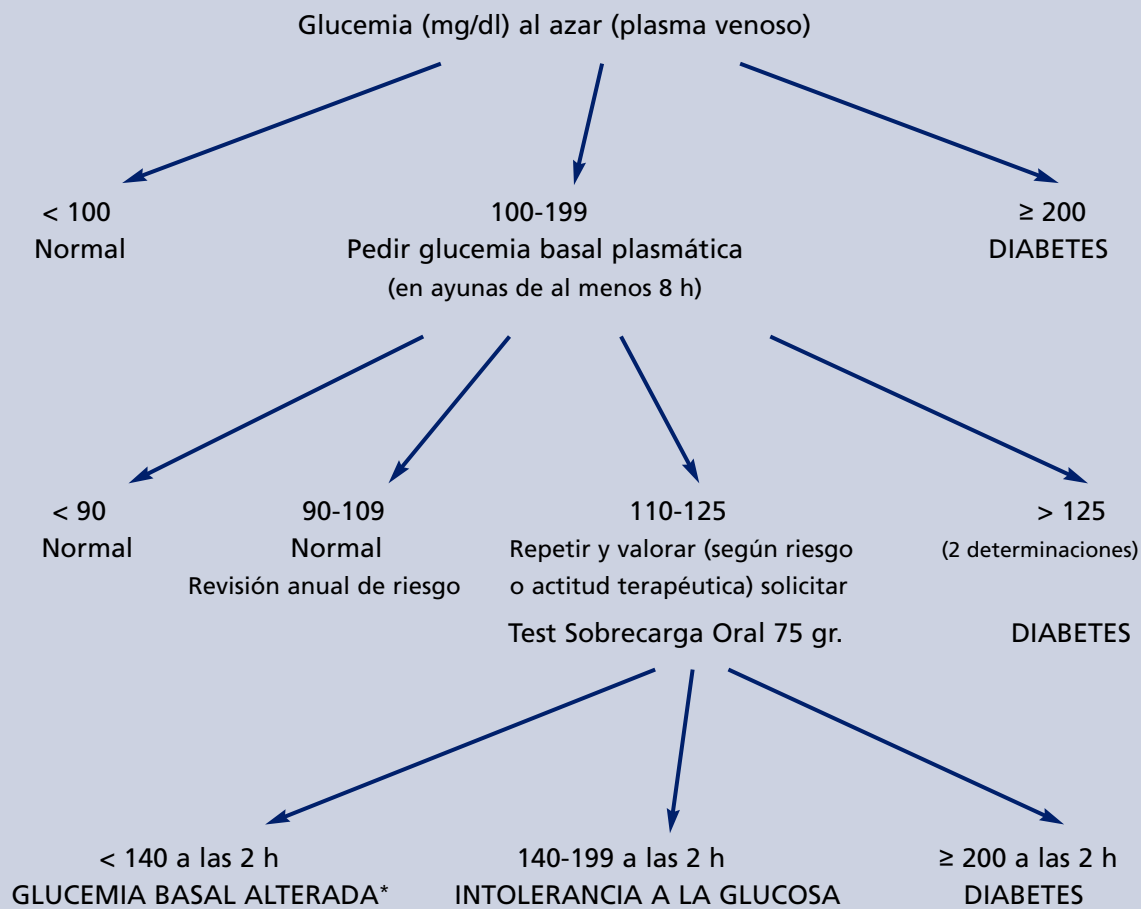 Glucemia (mg/dl) al azar (plasma venoso)
< 100
Normal
100-199
Pedir glucemia basal plasmática
(en ayunas de al menos 8 h)
≥ 200
DIABETES
< 90
Normal
90-109
Normal
Revisión anual de riesgo
110-125
Repetir y valorar (según riesgo
o actitud terapéutica) solicitar
Test Sobrecarga Oral 75 gr.
> 125
(2 determinaciones)
DIABETES
< 140 a las 2 h
GLUCEMIA BASAL ALTERADA*
140-199 a las 2 h
INTOLERANCIA A LA GLUCOSA
≥ 200 a las 2 h
DIABETES